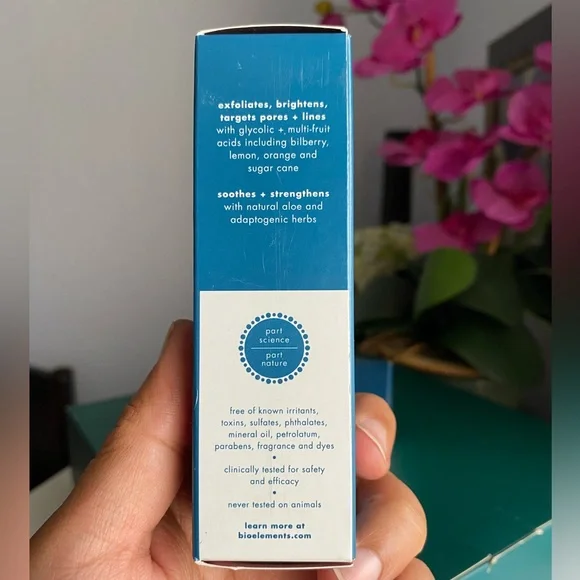 exfoliates, brightens,
targets pores + lines
with glycolic + multi-fruit
acids including bilberry,
lemon, orange and
sugar cane
soothes + strengthens
with natural aloe and
adaptogenic herbs
part
science
part
nature
free of known irritants,
toxins, sulfates, phthalates,
mineral oil, petrolatum,
parabens, fragrance and dyes
•
clinically tested for safety
and efficacy
•
never tested on animals
learn more at
bioelements.com